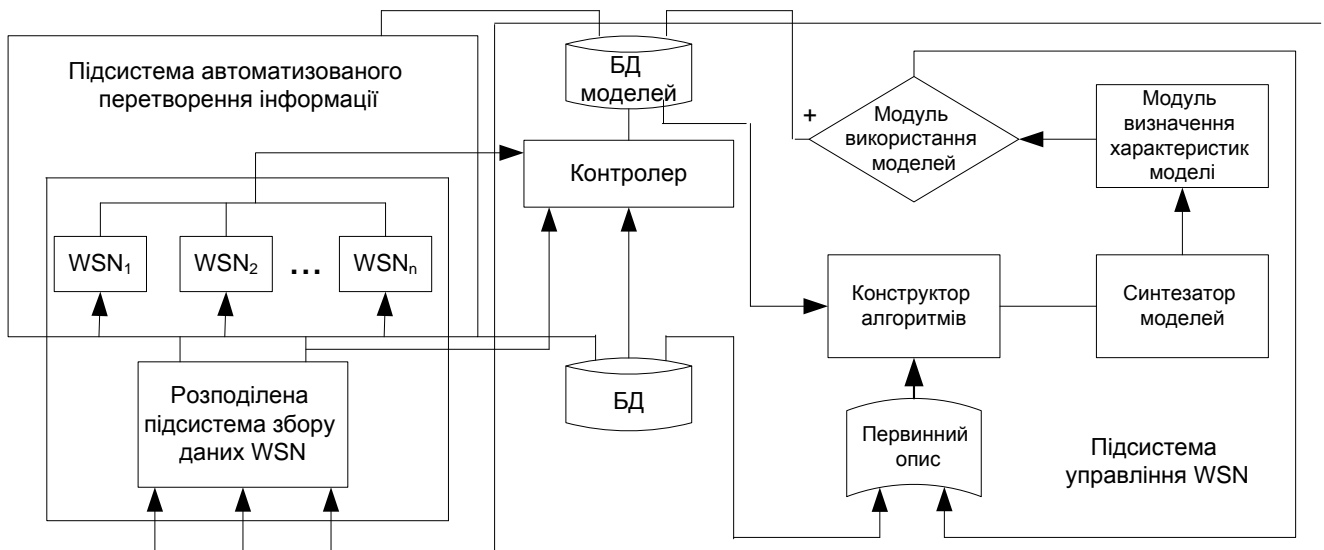 Підсистема автоматизованого
перетворення інформації
WSN₁
WSN₂
...
WSNₙ
Розподілена
підсистема збору
даних WSN
БД
моделей
Контролер
БД
+
Модуль
використання
моделей
Модуль
визначення
характеристик
моделі
Конструктор
алгоритмів
Синтезатор
моделей
Первинний
опис
Підсистема
управління WSN